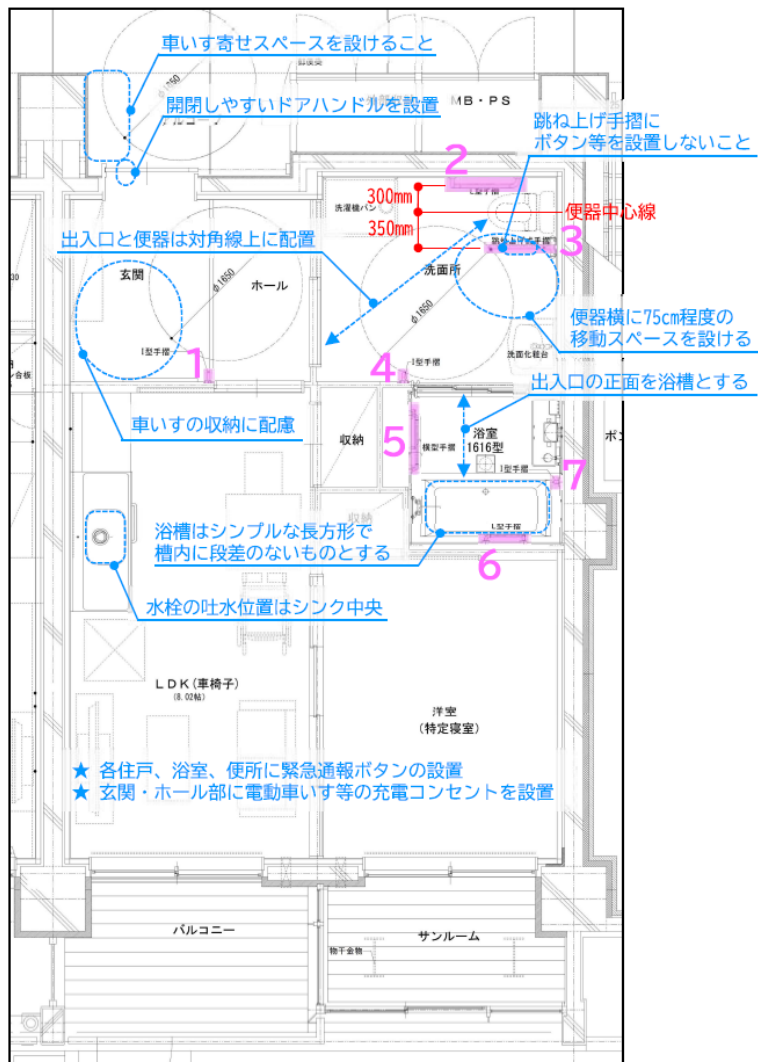 車いす寄せスペースを設けること
開閉しやすいドアハンドルを設置
φ1650
MB・PS
跳ね上げ手摺に
ボタン等を設置しないこと
2
L型手摺
洗濯機パン
300mm
便器中心線
350mm
跳ね上げ式手摺
3
出入口と便器は対角線上に配置
玄関
ホール
φ1650
洗面所
φ1650
便器横に75cm程度の
移動スペースを設ける
洗面化粧台
I型手摺
1
4
I型手摺
出入口の正面を浴槽とする
車いすの収納に配慮
収納
5
横型手摺
浴室
1616型
I型手摺
7
収納
浴槽はシンプルな長方形で
槽内に段差のないものとする
L型手摺
6
水栓の吐水位置はシンク中央
LDK(車椅子)
(8.02帖)
洋室
(特定寝室)
★ 各住戸、浴室、便所に緊急通報ボタンの設置
★ 玄関・ホール部に電動車いす等の充電コンセントを設置
バルコニー
サンルーム
物干金物